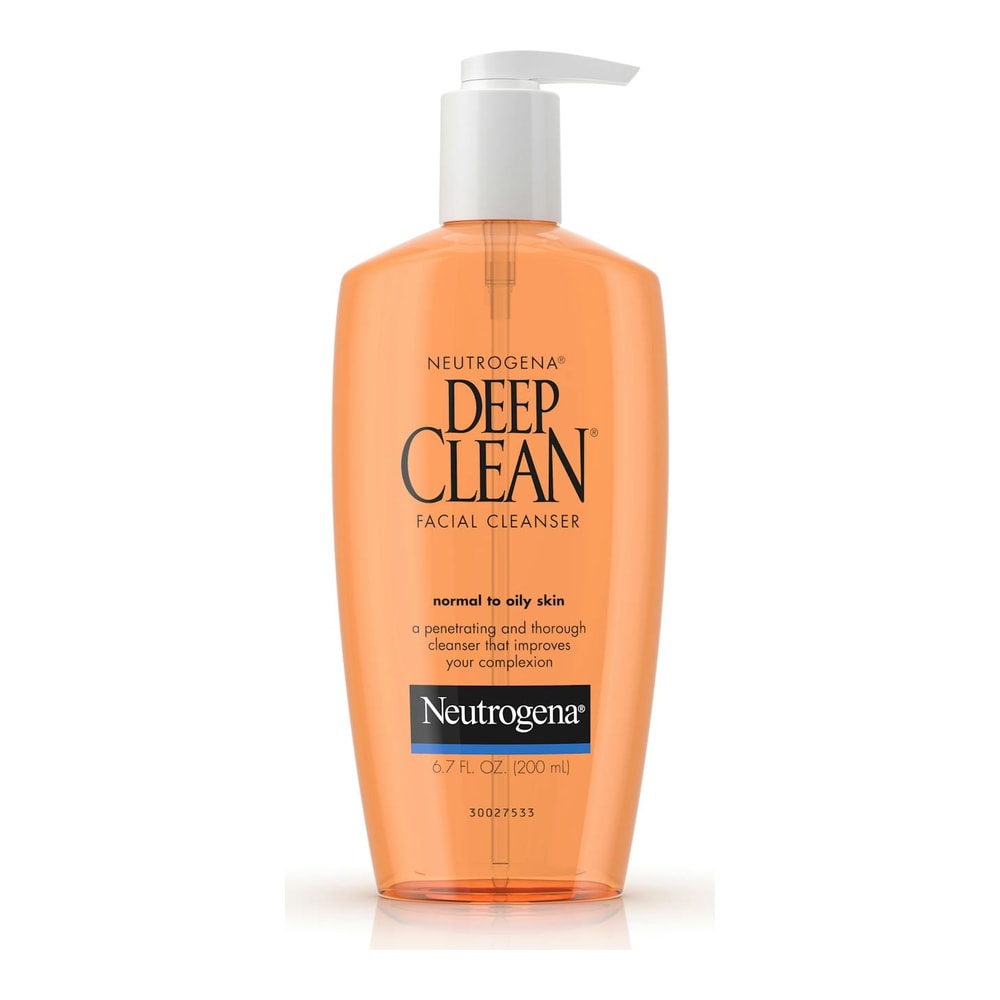 NEUTROGENA®
DEEP
CLEAN®
FACIAL CLEANSER
normal to oily skin
a penetrating and thorough
cleanser that improves
your complexion
Neutrogena®
6.7 FL. OZ. (200 mL)
30027533